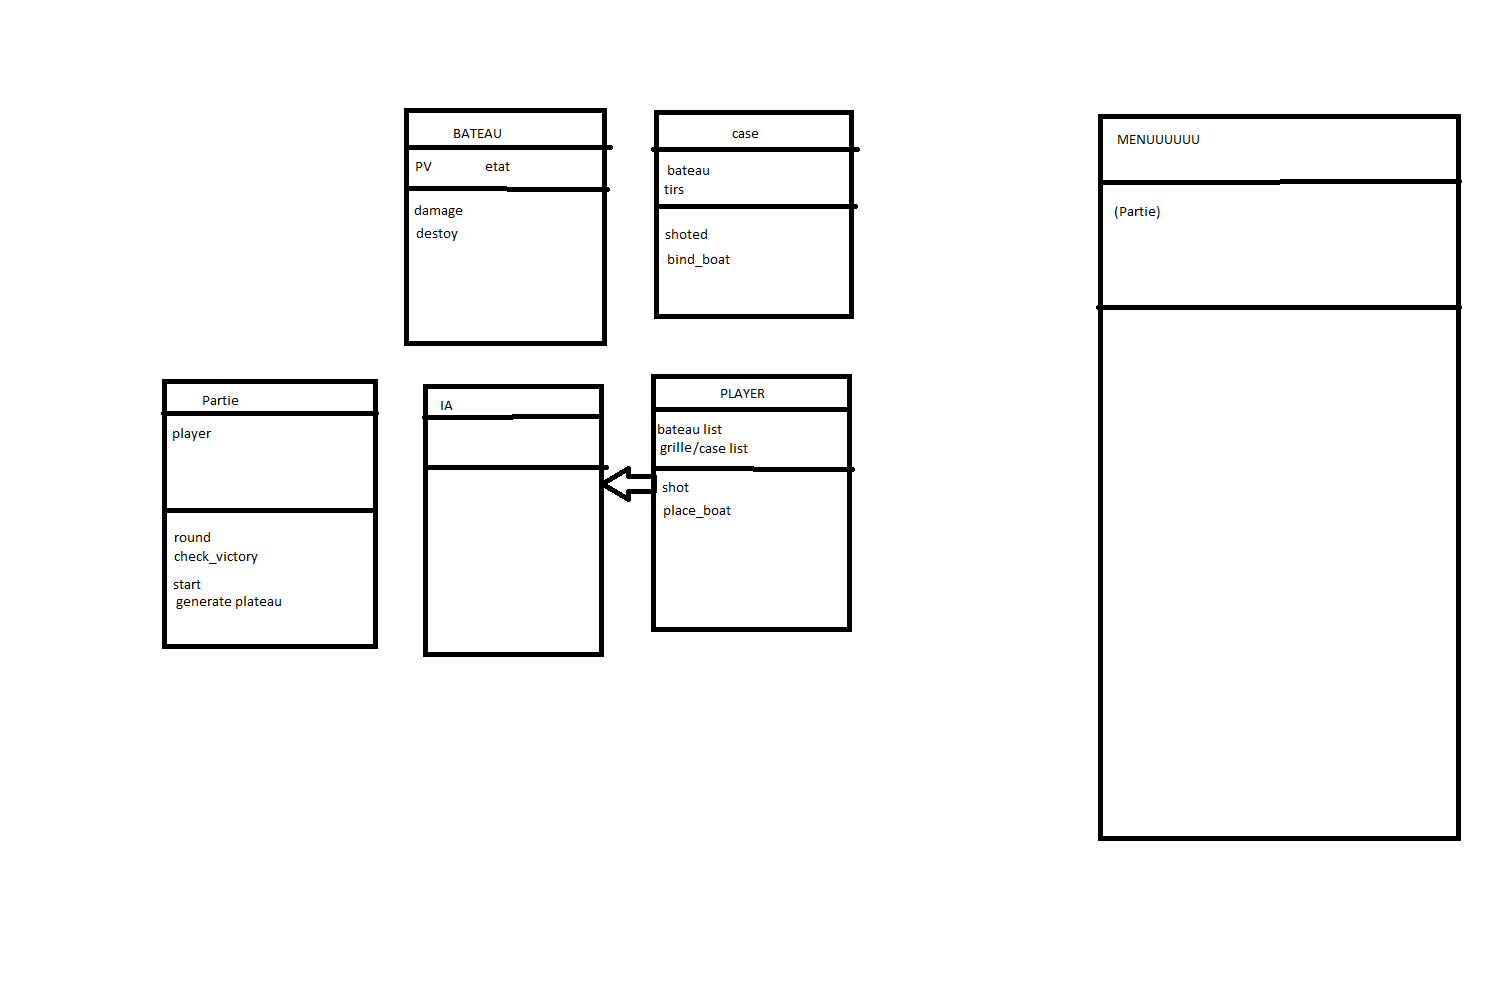 BATEAU
PV etat
damage
destoy
case
bateau
tirs
shoted
bind_boat
MENUUUUUU
(Partie)
Partie
player
round
check_victory
start
generate plateau
IA
PLAYER
bateau list
grille/case list
shot
place_boat